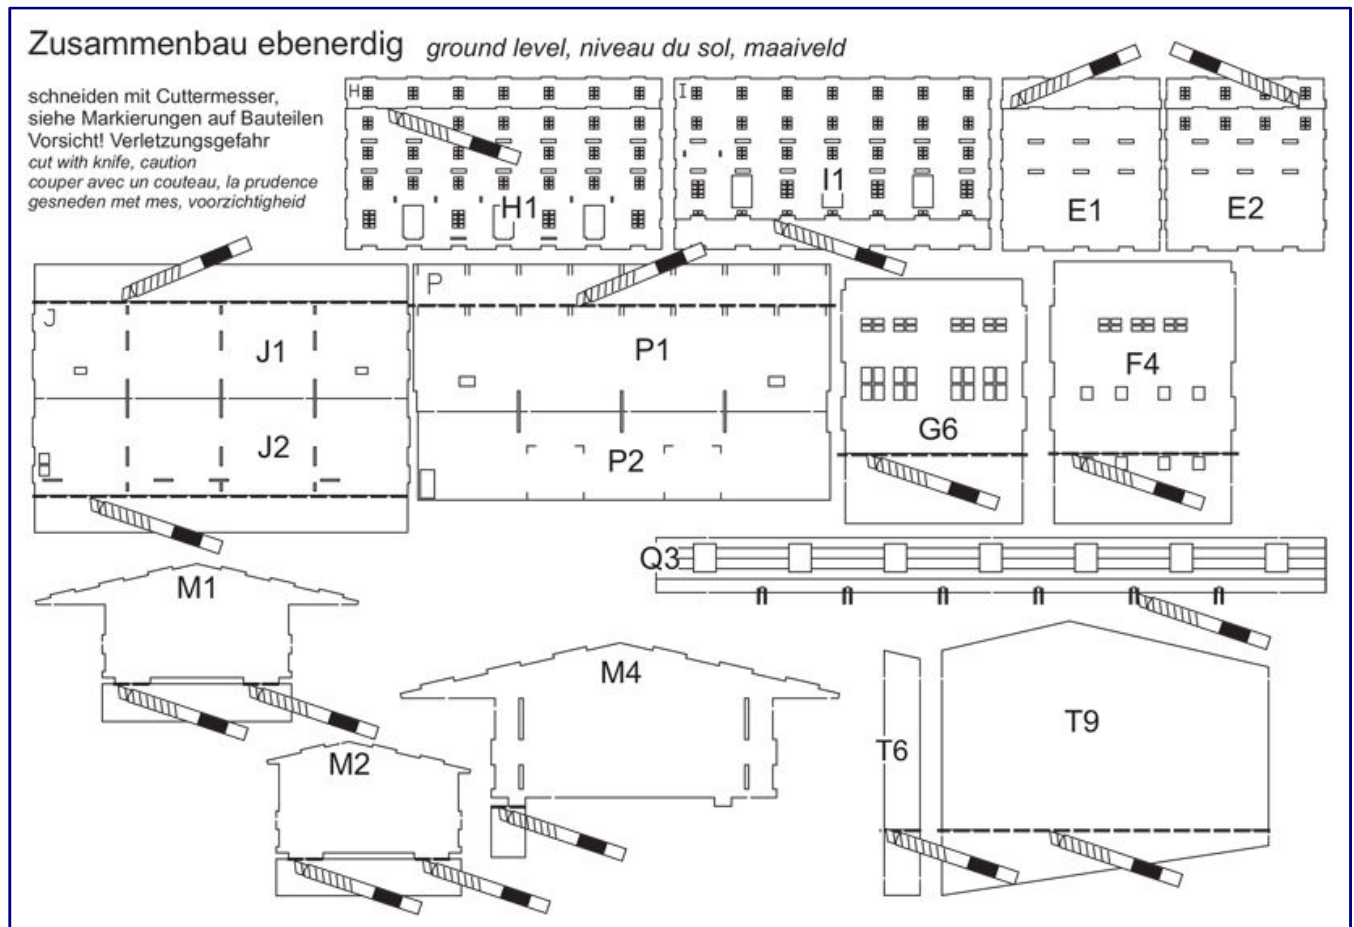 Zusammenbau ebenerdig ground level, niveau du sol, maaiveld
schneiden mit Cuttermesser,
siehe Markierungen auf Bauteilen
Vorsicht! Verletzungsgefahr
cut with knife, caution
couper avec un couteau, la prudence
gesneden met mes, voorzichtigheid
H
I
H1
I1
E1
E2
J
P
J1
P1
F4
G6
J2
P2
Q3
M1
M4
M2
T6
T9